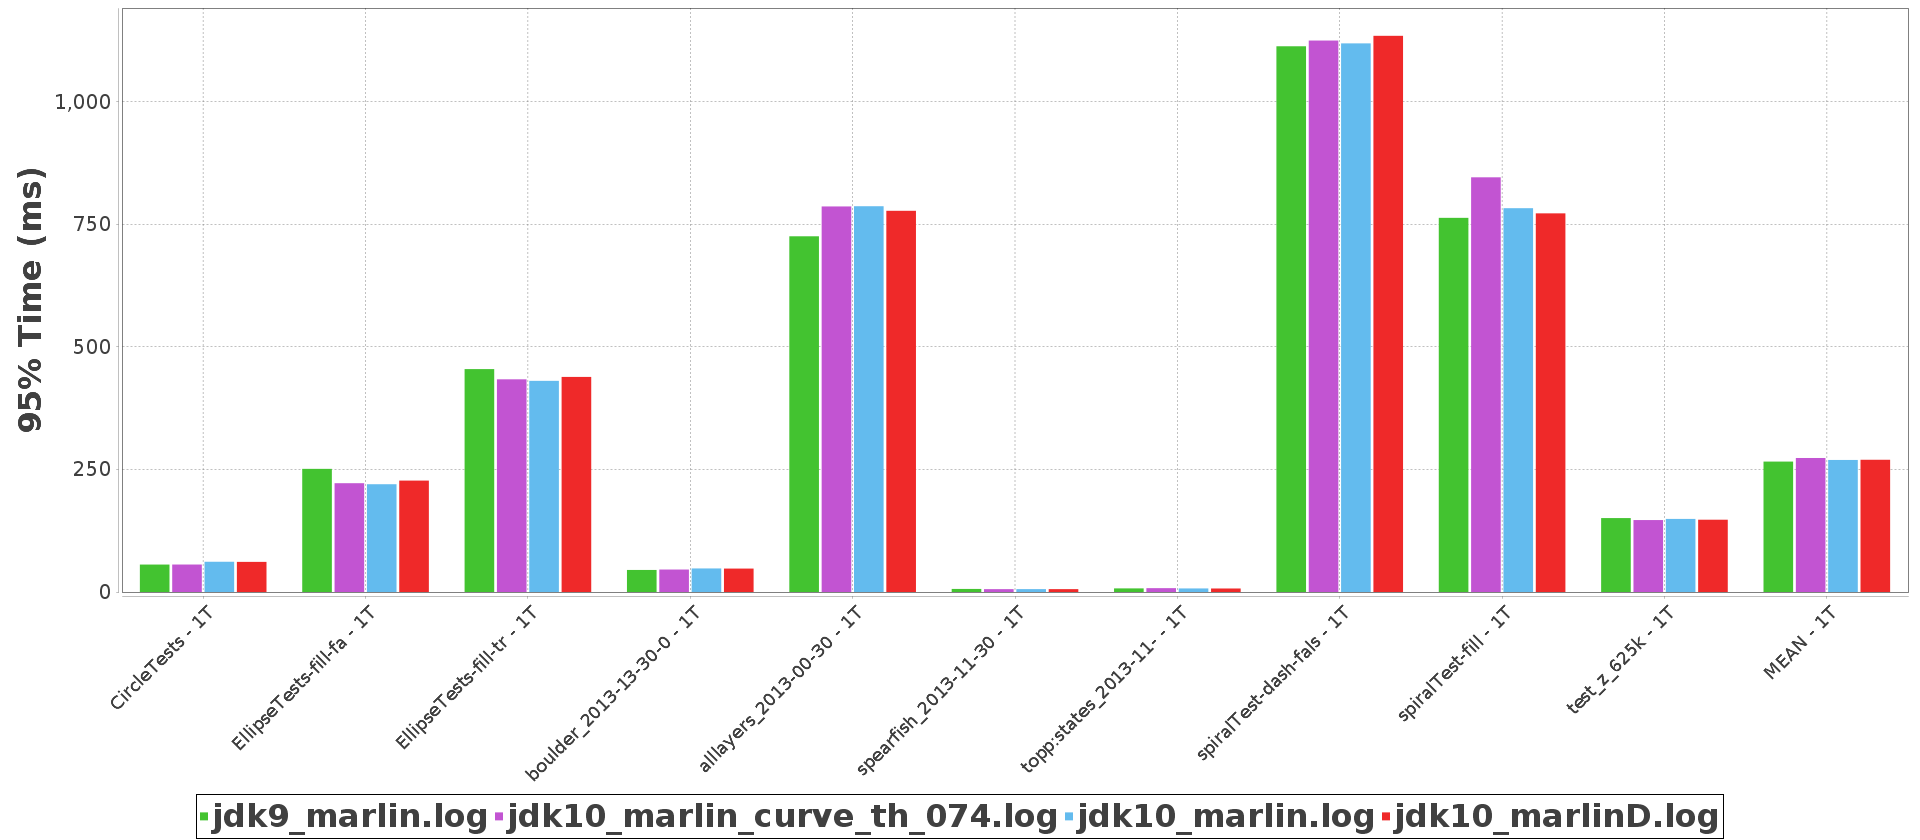 95% Time (ms)
1,000
750
500
250
0
CircleTests - 1T
EllipseTests-fill-fa - 1T
EllipseTests-fill-tr - 1T
boulder_2013-13-30-0 - 1T
alllayers_2013-00-30 - 1T
spearfish_2013-11-30 - 1T
topp:states_2013-11- - 1T
spiralTest-dash-fals - 1T
spiralTest-fill - 1T
test_z_625k - 1T
MEAN - 1T
jdk9_marlin.log jdk10_marlin_curve_th_074.log jdk10_marlin.log jdk10_marlinD.log